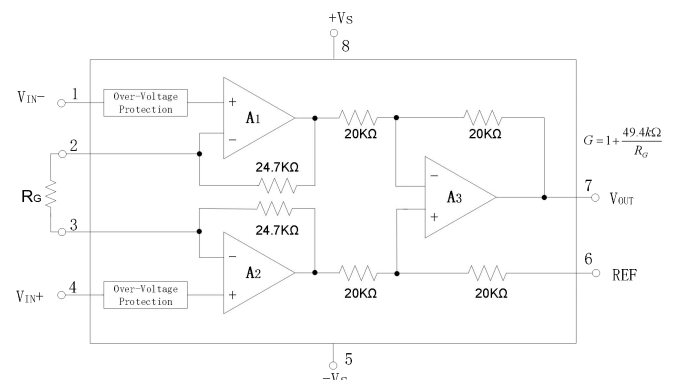 +Vs
8
VIN−
1
Over-Voltage
Protection
+
A1
−
20KΩ
20KΩ
G = 1 + 49.4kΩ / RG
2
24.7KΩ
RG
−
A3
+
7
VOUT
3
24.7KΩ
−
A2
+
6
REF
VIN+
4
Over-Voltage
Protection
20KΩ
20KΩ
5
−Vs